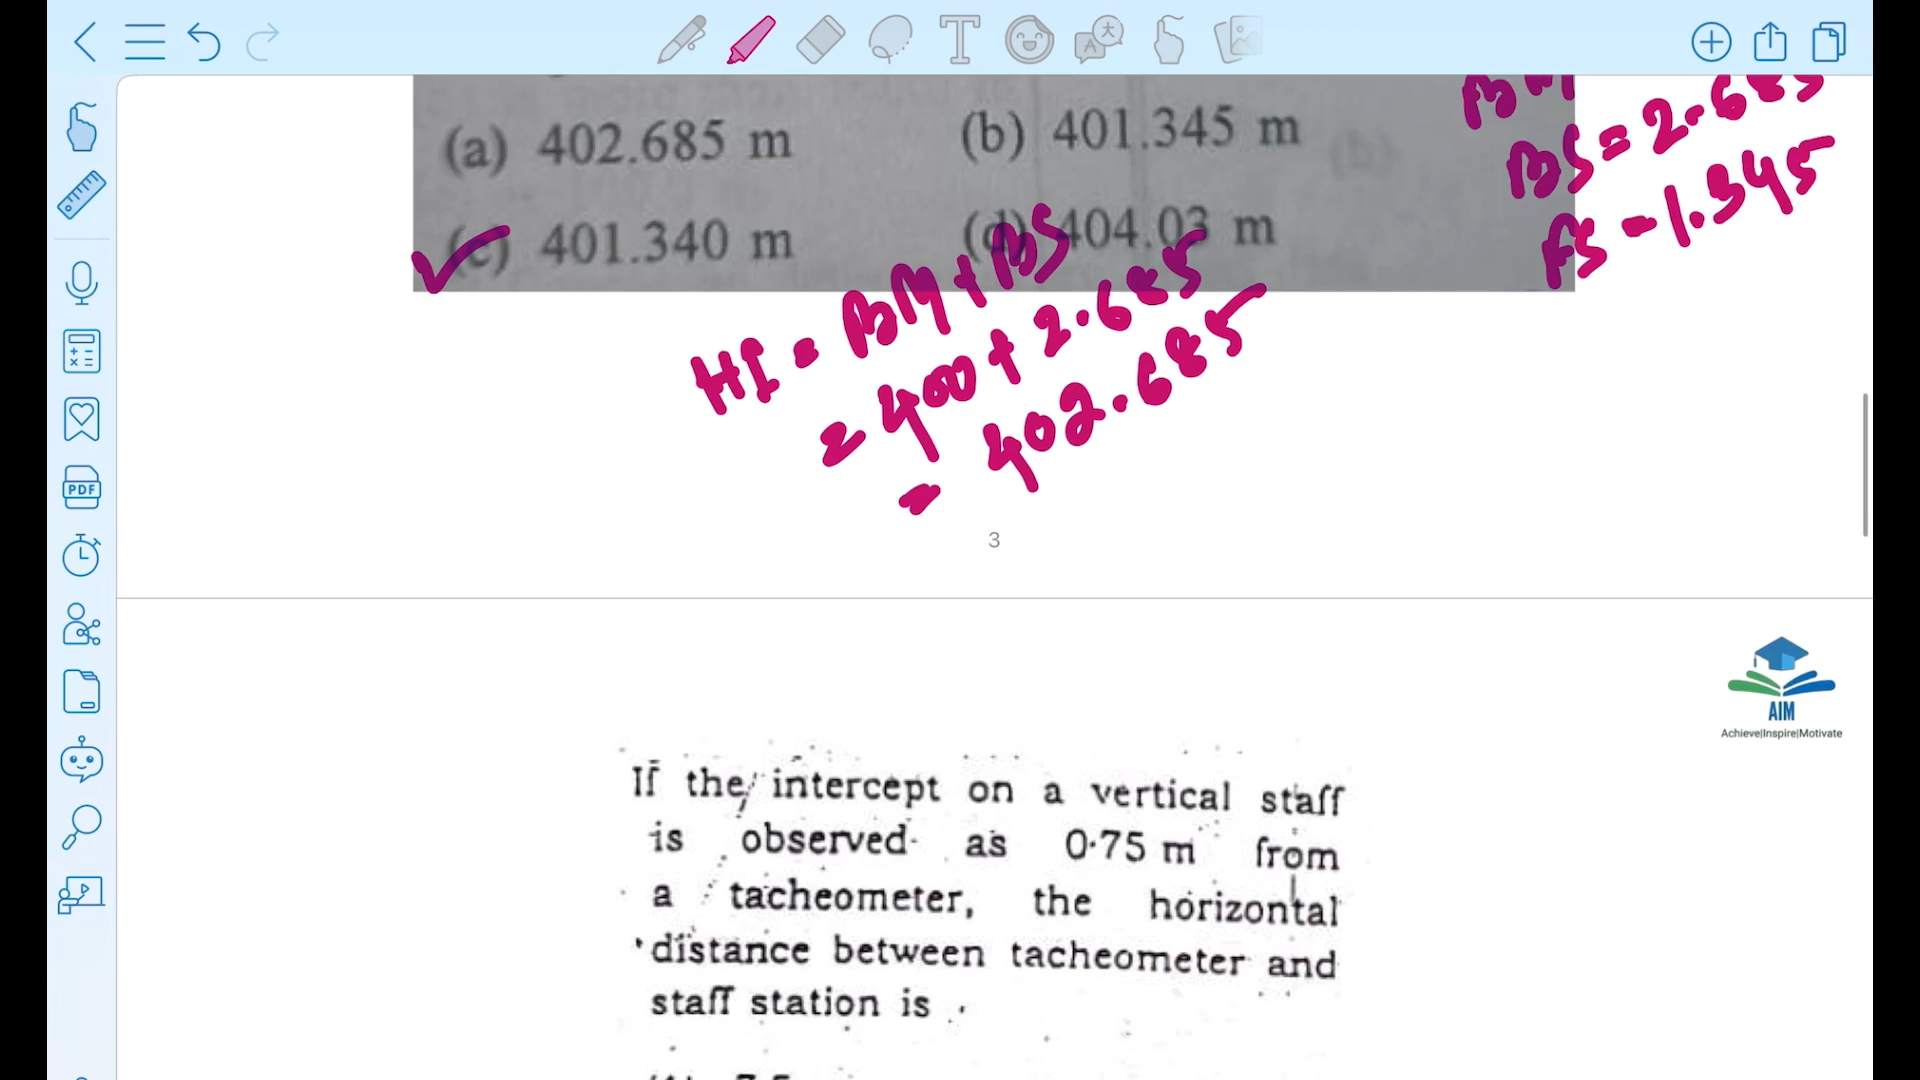 (a) 402.685 m
(b) 401.345 m
(c) 401.340 m
(d) 404.03 m
BS = 2.685
FS - 1.345
HI = BM + BS
= 400 + 2.685
= 402.685
3
AIM
Achieve|Inspire|Motivate
If the intercept on a vertical staff
is observed as 0·75 m from
a tacheometer, the horizontal
distance between tacheometer and
staff station is
PDF